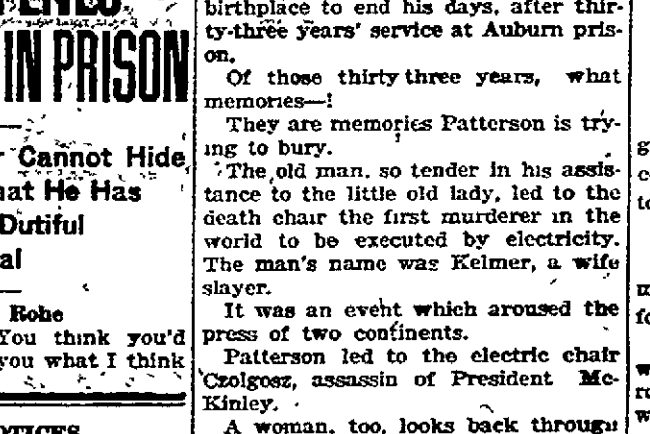 IN PRISON
Cannot Hide
at He Has
Dutiful
al
Robe
You think you'd
you what I think
birthplace to end his days, after thir-
ty-three years' service at Auburn pris-
on.
Of those thirty three years, what
memories—!
They are memories Patterson is try-
ing to bury.
The old man, so tender in his assis-
tance to the little old lady, led to the
death chair the first murderer in the
world to be executed by electricity.
The man's name was Kelmer, a wife
slayer.
It was an event which aroused the
press of two continents.
Patterson led to the electric chair
Czolgosz, assassin of President Mc-
Kinley.
A woman, too, looks back through